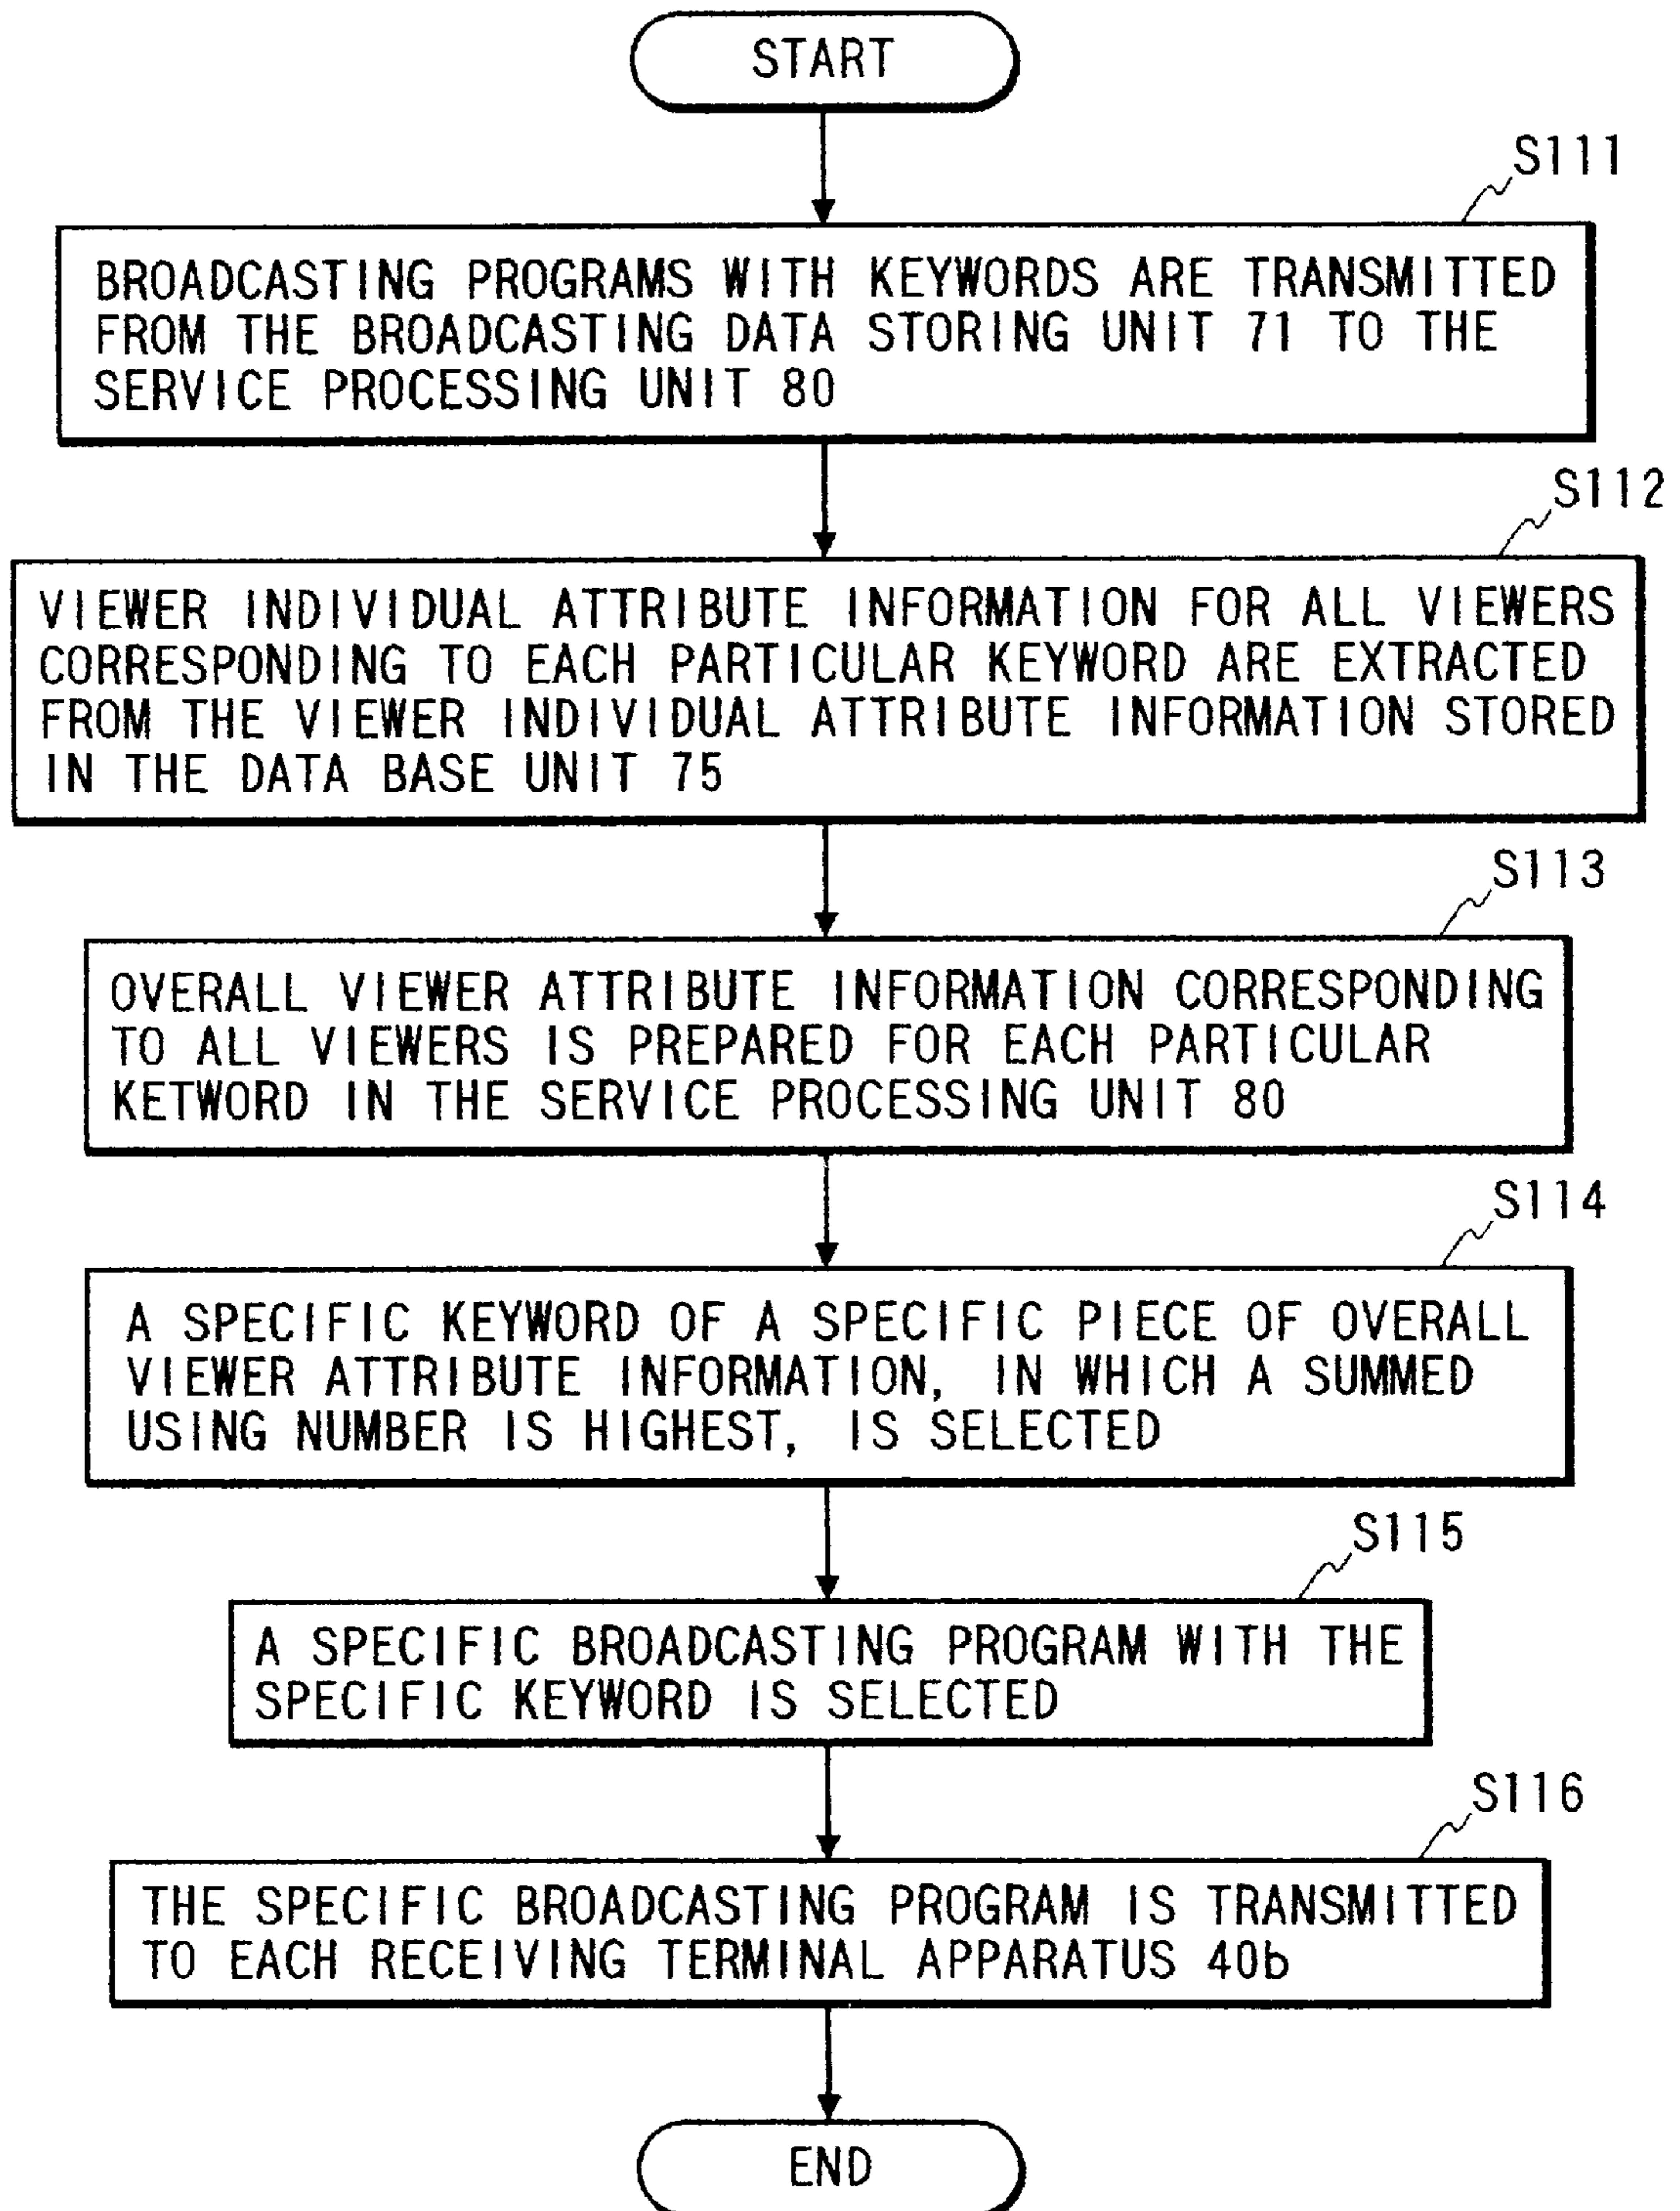 START
S111
BROADCASTING PROGRAMS WITH KEYWORDS ARE TRANSMITTED
FROM THE BROADCASTING DATA STORING UNIT 71 TO THE
SERVICE PROCESSING UNIT 80
S112
VIEWER INDIVIDUAL ATTRIBUTE INFORMATION FOR ALL VIEWERS
CORRESPONDING TO EACH PARTICULAR KEYWORD ARE EXTRACTED
FROM THE VIEWER INDIVIDUAL ATTRIBUTE INFORMATION STORED
IN THE DATA BASE UNIT 75
S113
OVERALL VIEWER ATTRIBUTE INFORMATION CORRESPONDING
TO ALL VIEWERS IS PREPARED FOR EACH PARTICULAR
KETWORD IN THE SERVICE PROCESSING UNIT 80
S114
A SPECIFIC KEYWORD OF A SPECIFIC PIECE OF OVERALL
VIEWER ATTRIBUTE INFORMATION, IN WHICH A SUMMED
USING NUMBER IS HIGHEST, IS SELECTED
S115
A SPECIFIC BROADCASTING PROGRAM WITH THE
SPECIFIC KEYWORD IS SELECTED
S116
THE SPECIFIC BROADCASTING PROGRAM IS TRANSMITTED
TO EACH RECEIVING TERMINAL APPARATUS 40b
END